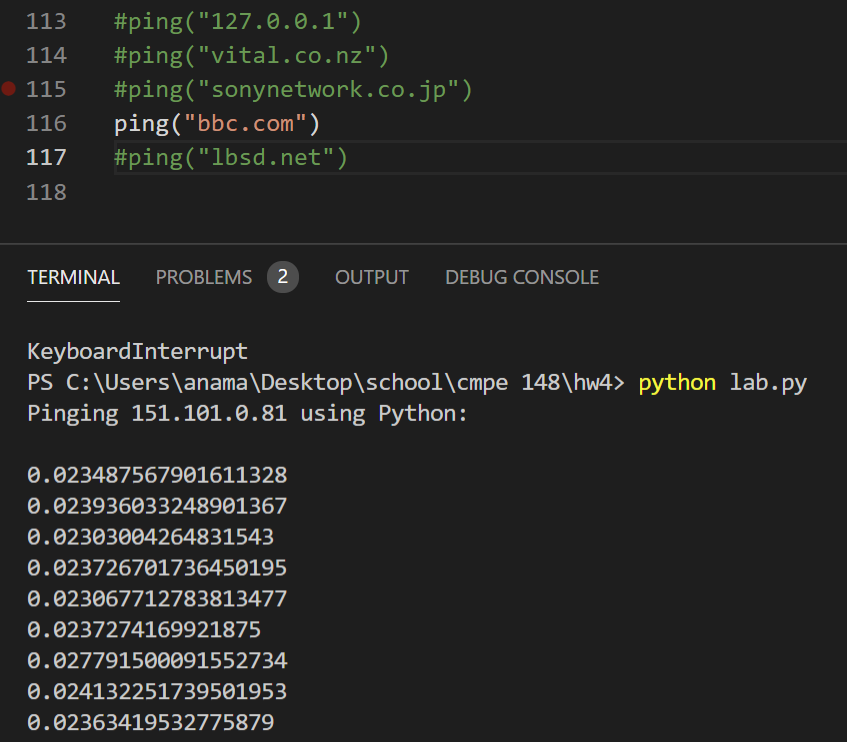 113 #ping("127.0.0.1")
114 #ping("vital.co.nz")
115 #ping("sonynetwork.co.jp")
116 ping("bbc.com")
117 #ping("lbsd.net")
118
TERMINAL PROBLEMS 2 OUTPUT DEBUG CONSOLE
KeyboardInterrupt
PS C:\Users\anama\Desktop\school\cmpe 148\hw4> python lab.py
Pinging 151.101.0.81 using Python:
0.023487567901611328
0.023936033248901367
0.02303004264831543
0.023726701736450195
0.023067712783813477
0.0237274169921875
0.027791500091552734
0.024132251739501953
0.02363419532775879